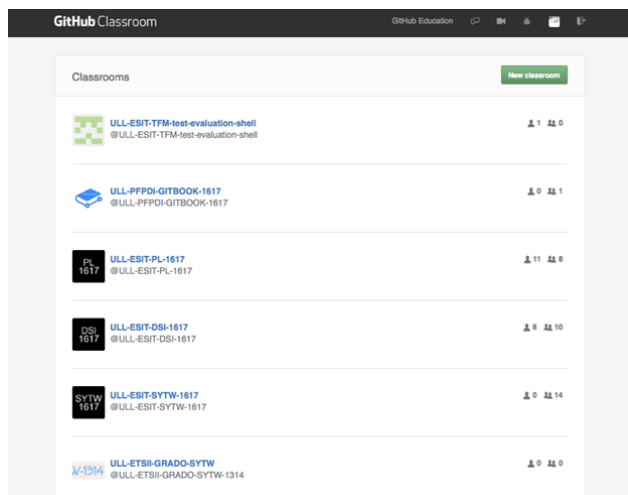 GitHub Classroom GitHub Education
Classrooms New classroom
ULL-ESIT-TFM-test-evaluation-shell
@ULL-ESIT-TFM-test-evaluation-shell
1 0
ULL-PFPDI-GITBOOK-1617
@ULL-PFPDI-GITBOOK-1617
0 1
PL
1617
ULL-ESIT-PL-1617
@ULL-ESIT-PL-1617
11 8
DSI
1617
ULL-ESIT-DSI-1617
@ULL-ESIT-DSI-1617
8 10
SYTW
1617
ULL-ESIT-SYTW-1617
@ULL-ESIT-SYTW-1617
0 14
W-1314
ULL-ETSII-GRADO-SYTW
@ULL-ETSII-GRADO-SYTW-1314
0 0